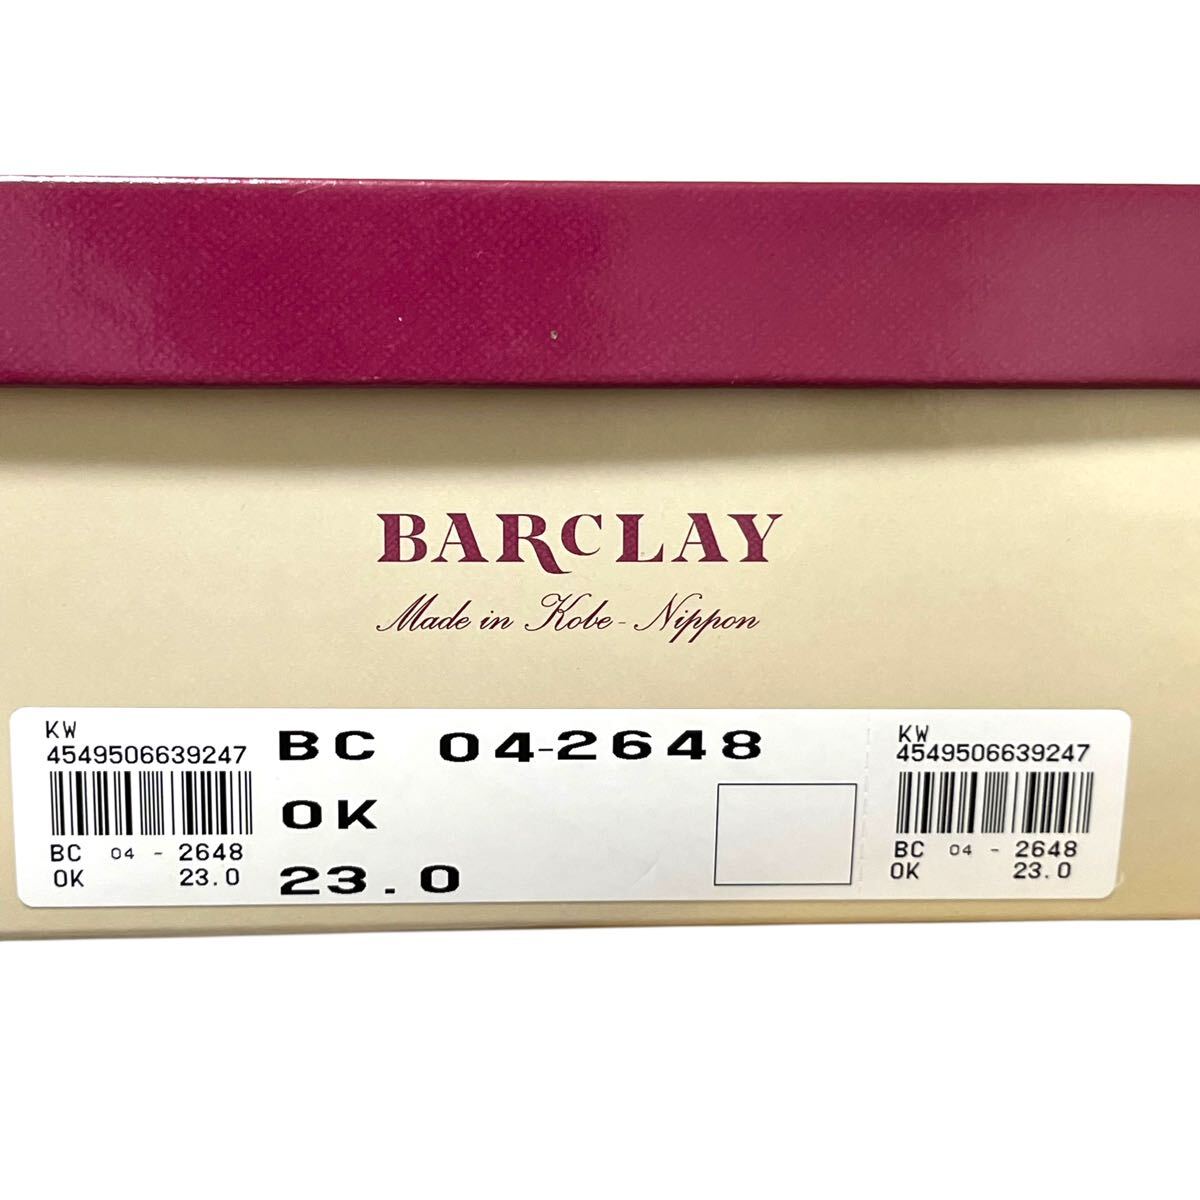 BARCLAY
Made in Kobe-Nippon
KW
4549506639247
BC 04 - 2648
OK 23.0
BC 04-2648
OK
23.0
KW
4549506639247
BC 04 - 2648
OK 23.0